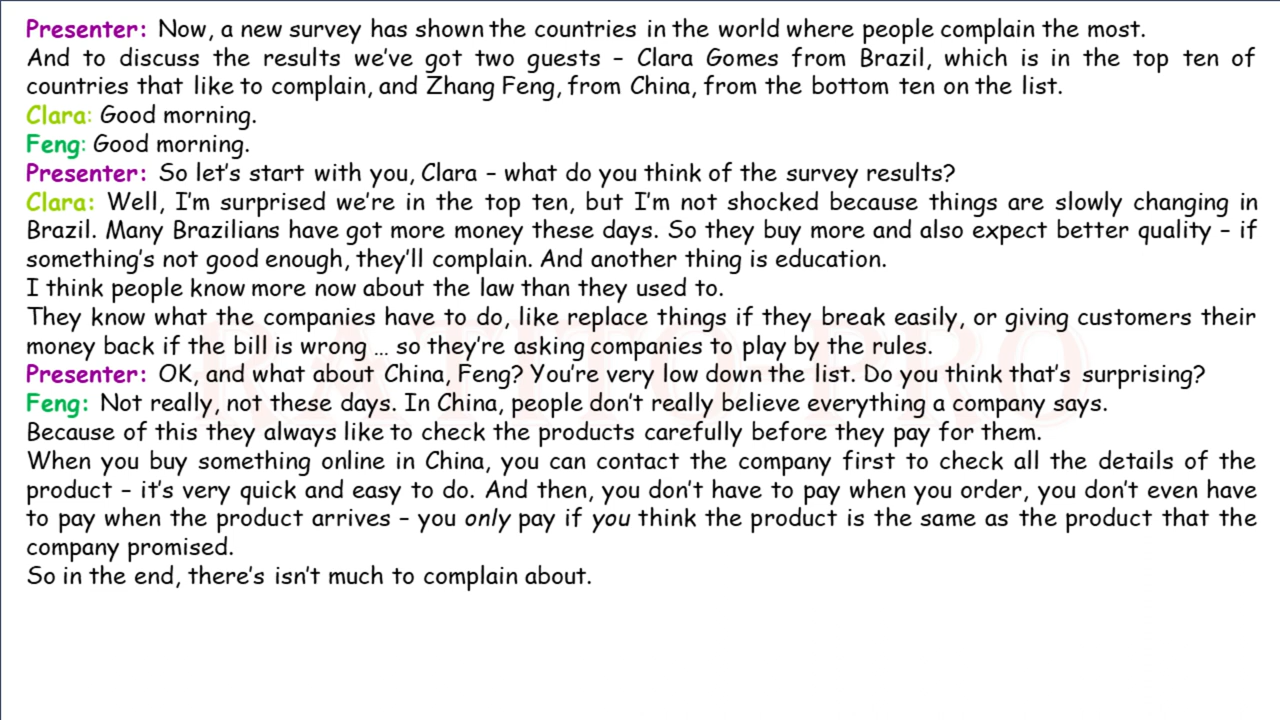 Presenter: Now, a new survey has shown the countries in the world where people complain the most.
And to discuss the results we've got two guests – Clara Gomes from Brazil, which is in the top ten of
countries that like to complain, and Zhang Feng, from China, from the bottom ten on the list.
Clara: Good morning.
Feng: Good morning.
Presenter: So let's start with you, Clara – what do you think of the survey results?
Clara: Well, I'm surprised we're in the top ten, but I'm not shocked because things are slowly changing in
Brazil. Many Brazilians have got more money these days. So they buy more and also expect better quality – if
something's not good enough, they'll complain. And another thing is education.
I think people know more now about the law than they used to.
They know what the companies have to do, like replace things if they break easily, or giving customers their
money back if the bill is wrong … so they're asking companies to play by the rules.
Presenter: OK, and what about China, Feng? You're very low down the list. Do you think that's surprising?
Feng: Not really, not these days. In China, people don't really believe everything a company says.
Because of this they always like to check the products carefully before they pay for them.
When you buy something online in China, you can contact the company first to check all the details of the
product – it's very quick and easy to do. And then, you don't have to pay when you order, you don't even have
to pay when the product arrives – you only pay if you think the product is the same as the product that the
company promised.
So in the end, there's isn't much to complain about.